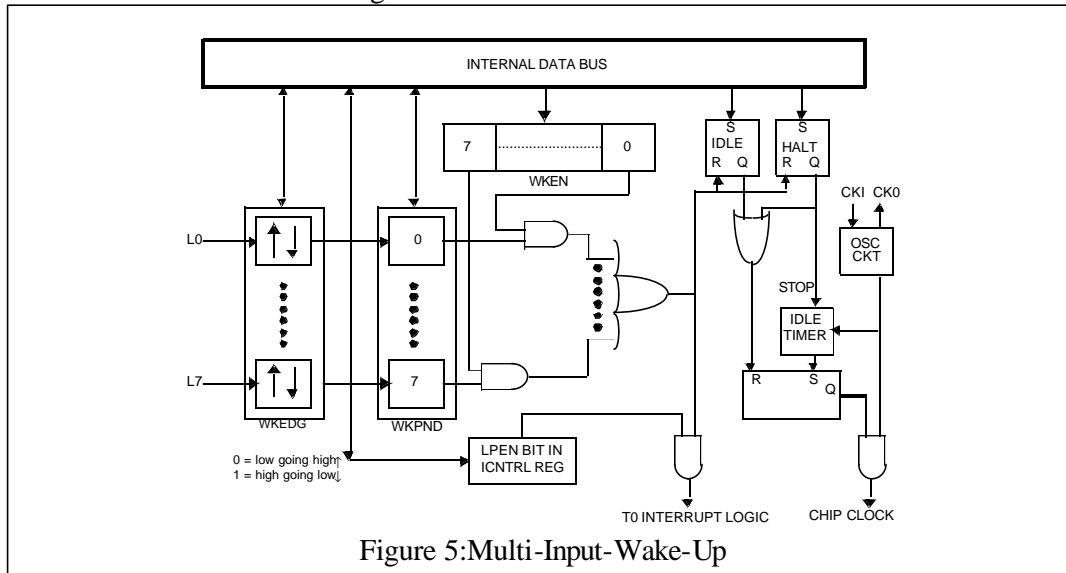 INTERNAL DATA BUS
7 0
WKEN
S
IDLE
R Q
S
HALT
R Q
CKI CK0
OSC
CKT
L0
0
STOP
IDLE
TIMER
L7
7
R S
Q
WKEDG
WKPND
0 = low going high↑
1 = high going low↓
LPEN BIT IN
ICNTRL REG
T0 INTERRUPT LOGIC
CHIP CLOCK
Figure 5:Multi-Input-Wake-Up